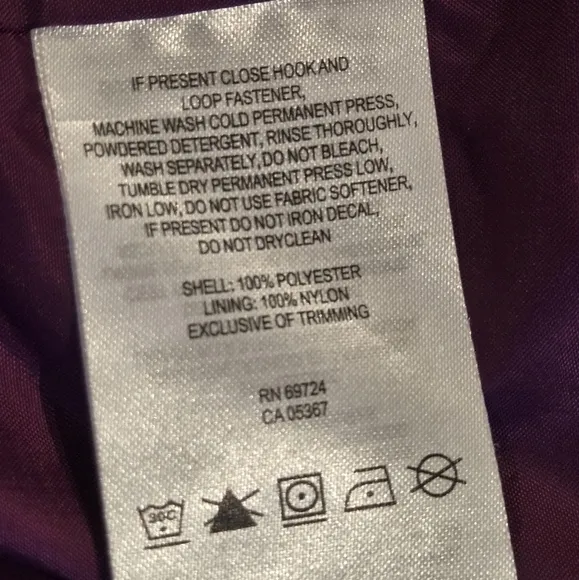 IF PRESENT CLOSE HOOK AND
LOOP FASTENER,
MACHINE WASH COLD PERMANENT PRESS,
POWDERED DETERGENT, RINSE THOROUGHLY,
WASH SEPARATELY, DO NOT BLEACH,
TUMBLE DRY PERMANENT PRESS LOW,
IRON LOW, DO NOT USE FABRIC SOFTENER,
IF PRESENT DO NOT IRON DECAL,
DO NOT DRYCLEAN
SHELL: 100% POLYESTER
LINING: 100% NYLON
EXCLUSIVE OF TRIMMING
RN 69724
CA 05367
30C